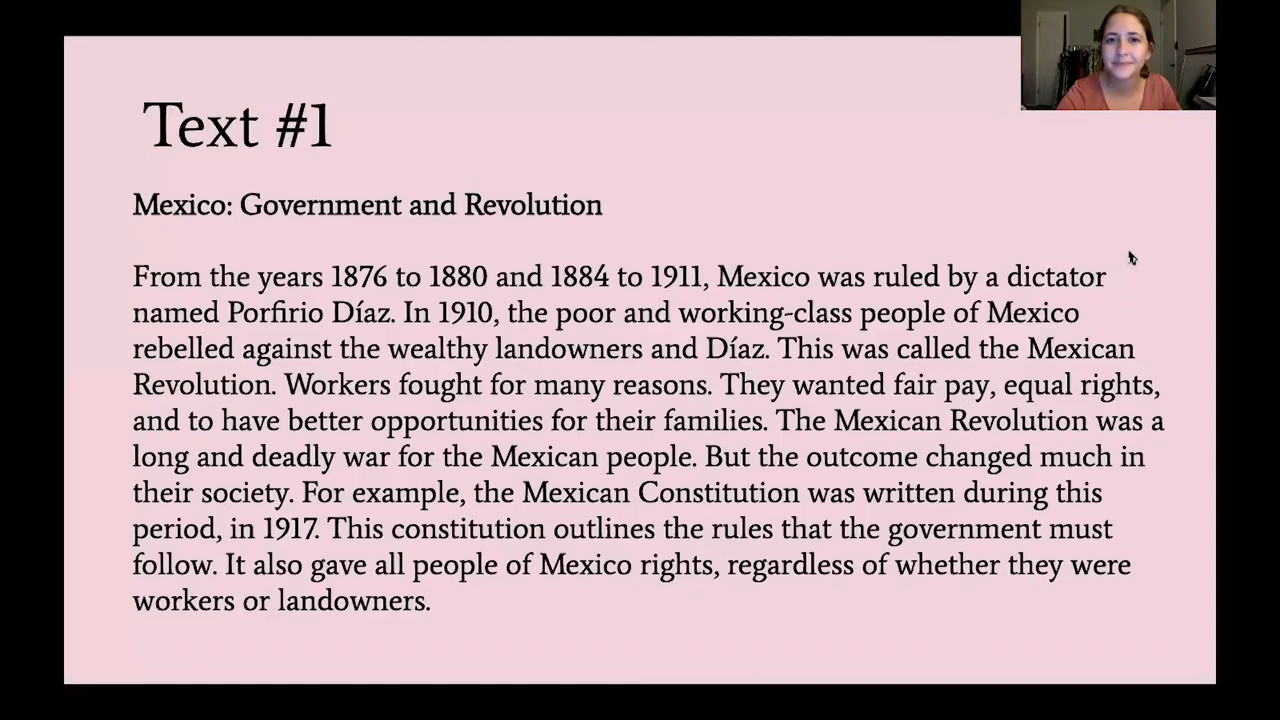 Text #1
Mexico: Government and Revolution
From the years 1876 to 1880 and 1884 to 1911, Mexico was ruled by a dictator
named Porfirio Díaz. In 1910, the poor and working-class people of Mexico
rebelled against the wealthy landowners and Díaz. This was called the Mexican
Revolution. Workers fought for many reasons. They wanted fair pay, equal rights,
and to have better opportunities for their families. The Mexican Revolution was a
long and deadly war for the Mexican people. But the outcome changed much in
their society. For example, the Mexican Constitution was written during this
period, in 1917. This constitution outlines the rules that the government must
follow. It also gave all people of Mexico rights, regardless of whether they were
workers or landowners.